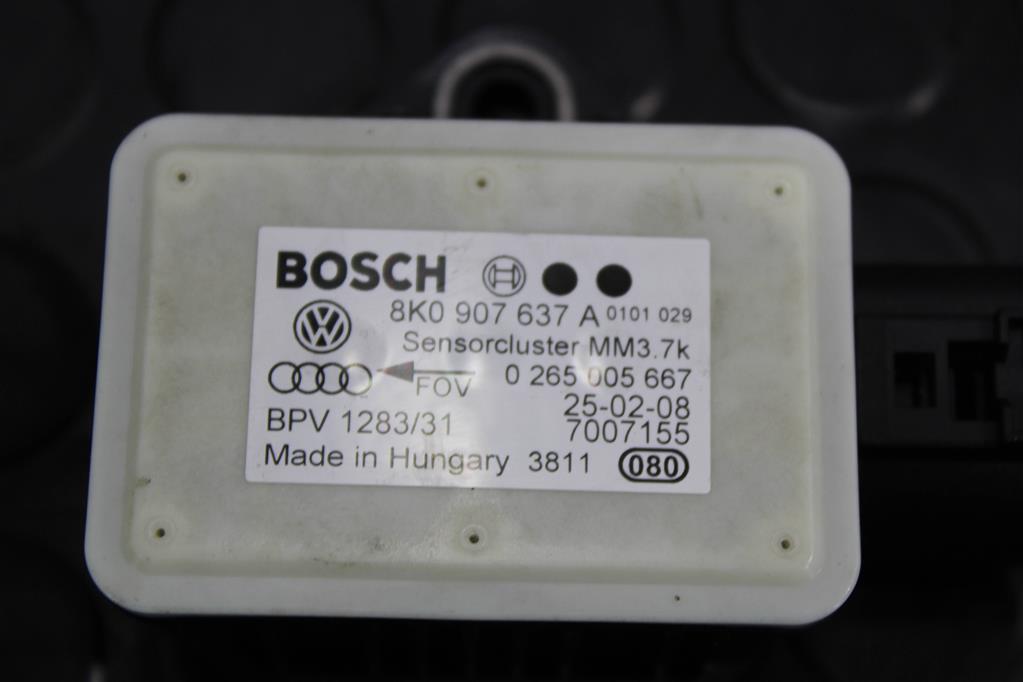 BOSCH
8K0 907 637 A 0101 029
Sensorcluster MM3.7k
FOV 0 265 005 667
25-02-08
BPV 1283/31 7007155
Made in Hungary 3811 080